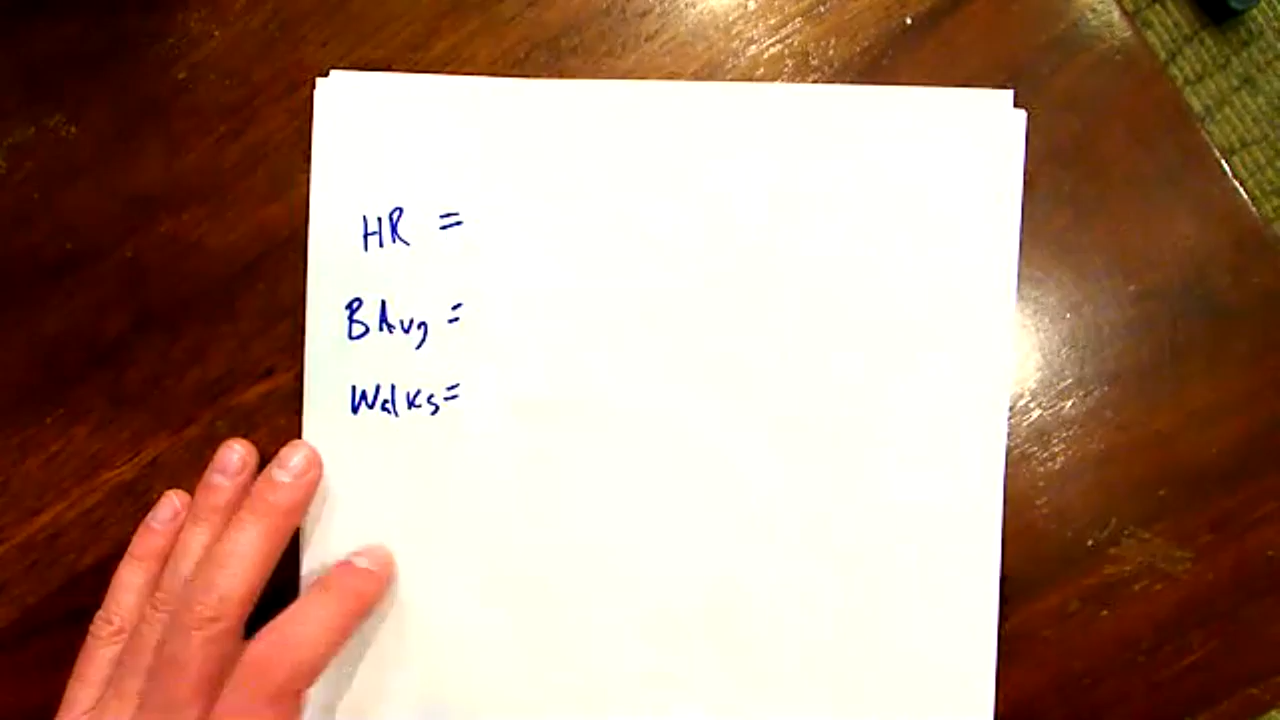 HR =
BAvg =
Walks =